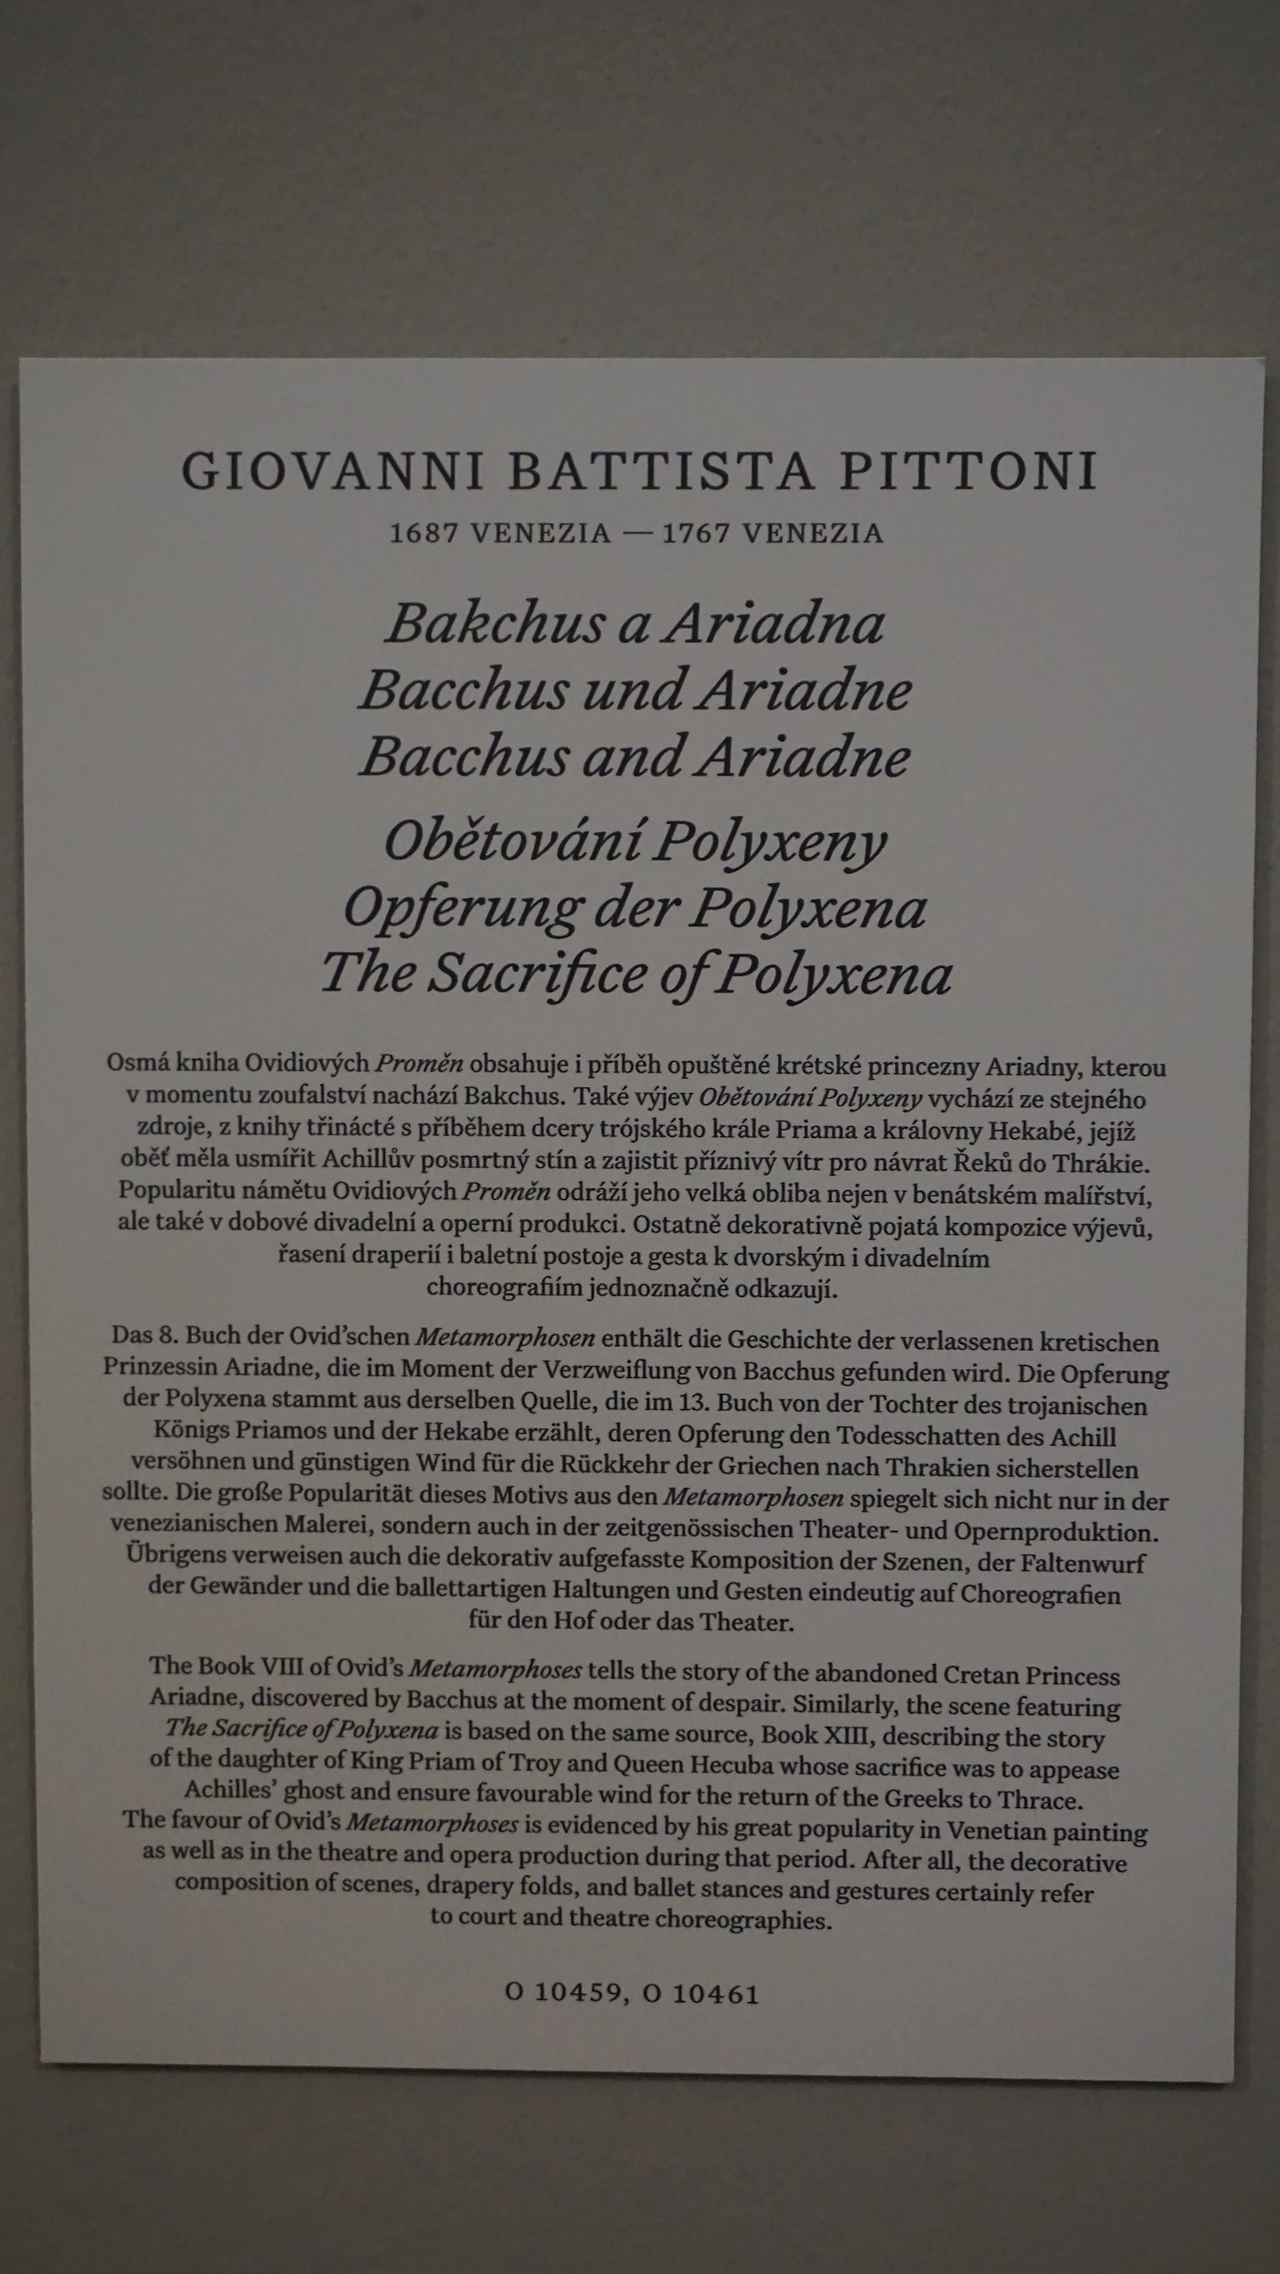 GIOVANNI BATTISTA PITTONI
1687 VENEZIA — 1767 VENEZIA
Bakchus a Ariadna
Bacchus und Ariadne
Bacchus and Ariadne
Obětování Polyxeny
Opferung der Polyxena
The Sacrifice of Polyxena
Osmá kniha Ovidiových Proměn obsahuje i příběh opuštěné krétské princezny Ariadny, kterou
v momentu zoufalství nachází Bakchus. Také výjev Obětování Polyxeny vychází ze stejného
zdroje, z knihy třinácté s příběhem dcery trójského krále Priama a královny Hekabé, jejíž
oběť měla usmířit Achillův posmrtný stín a zajistit příznivý vítr pro návrat Řeků do Thrákie.
Popularitu námětu Ovidiových Proměn odráží jeho velká obliba nejen v benátském malířství,
ale také v dobové divadelní a operní produkci. Ostatně dekorativně pojatá kompozice výjevů,
řasení draperií i baletní postoje a gesta k dvorským i divadelním
choreografiím jednoznačně odkazují.
Das 8. Buch der Ovid’schen Metamorphosen enthält die Geschichte der verlassenen kretischen
Prinzessin Ariadne, die im Moment der Verzweiflung von Bacchus gefunden wird. Die Opferung
der Polyxena stammt aus derselben Quelle, die im 13. Buch von der Tochter des trojanischen
Königs Priamos und der Hekabe erzählt, deren Opferung den Todesschatten des Achill
versöhnen und günstigen Wind für die Rückkehr der Griechen nach Thrakien sicherstellen
sollte. Die große Popularität dieses Motivs aus den Metamorphosen spiegelt sich nicht nur in der
venezianischen Malerei, sondern auch in der zeitgenössischen Theater- und Opernproduktion.
Übrigens verweisen auch die dekorativ aufgefasste Komposition der Szenen, der Faltenwurf
der Gewänder und die ballettartigen Haltungen und Gesten eindeutig auf Choreografien
für den Hof oder das Theater.
The Book VIII of Ovid’s Metamorphoses tells the story of the abandoned Cretan Princess
Ariadne, discovered by Bacchus at the moment of despair. Similarly, the scene featuring
The Sacrifice of Polyxena is based on the same source, Book XIII, describing the story
of the daughter of King Priam of Troy and Queen Hecuba whose sacrifice was to appease
Achilles’ ghost and ensure favourable wind for the return of the Greeks to Thrace.
The favour of Ovid’s Metamorphoses is evidenced by his great popularity in Venetian painting
as well as in the theatre and opera production during that period. After all, the decorative
composition of scenes, drapery folds, and ballet stances and gestures certainly refer
to court and theatre choreographies.
O 10459, O 10461